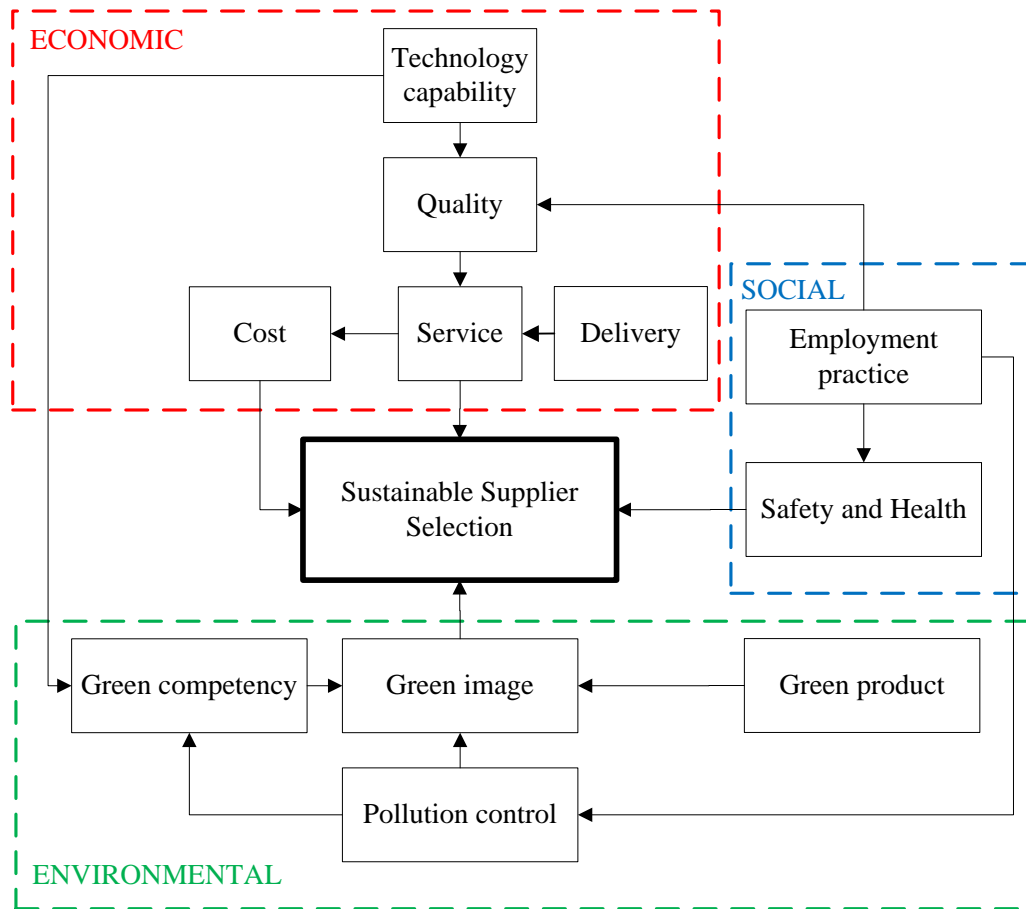 ECONOMIC
Technology
capability
Quality
Cost
Service
Delivery
SOCIAL
Employment
practice
Safety and Health
Sustainable Supplier
Selection
Green competency
Green image
Green product
Pollution control
ENVIRONMENTAL